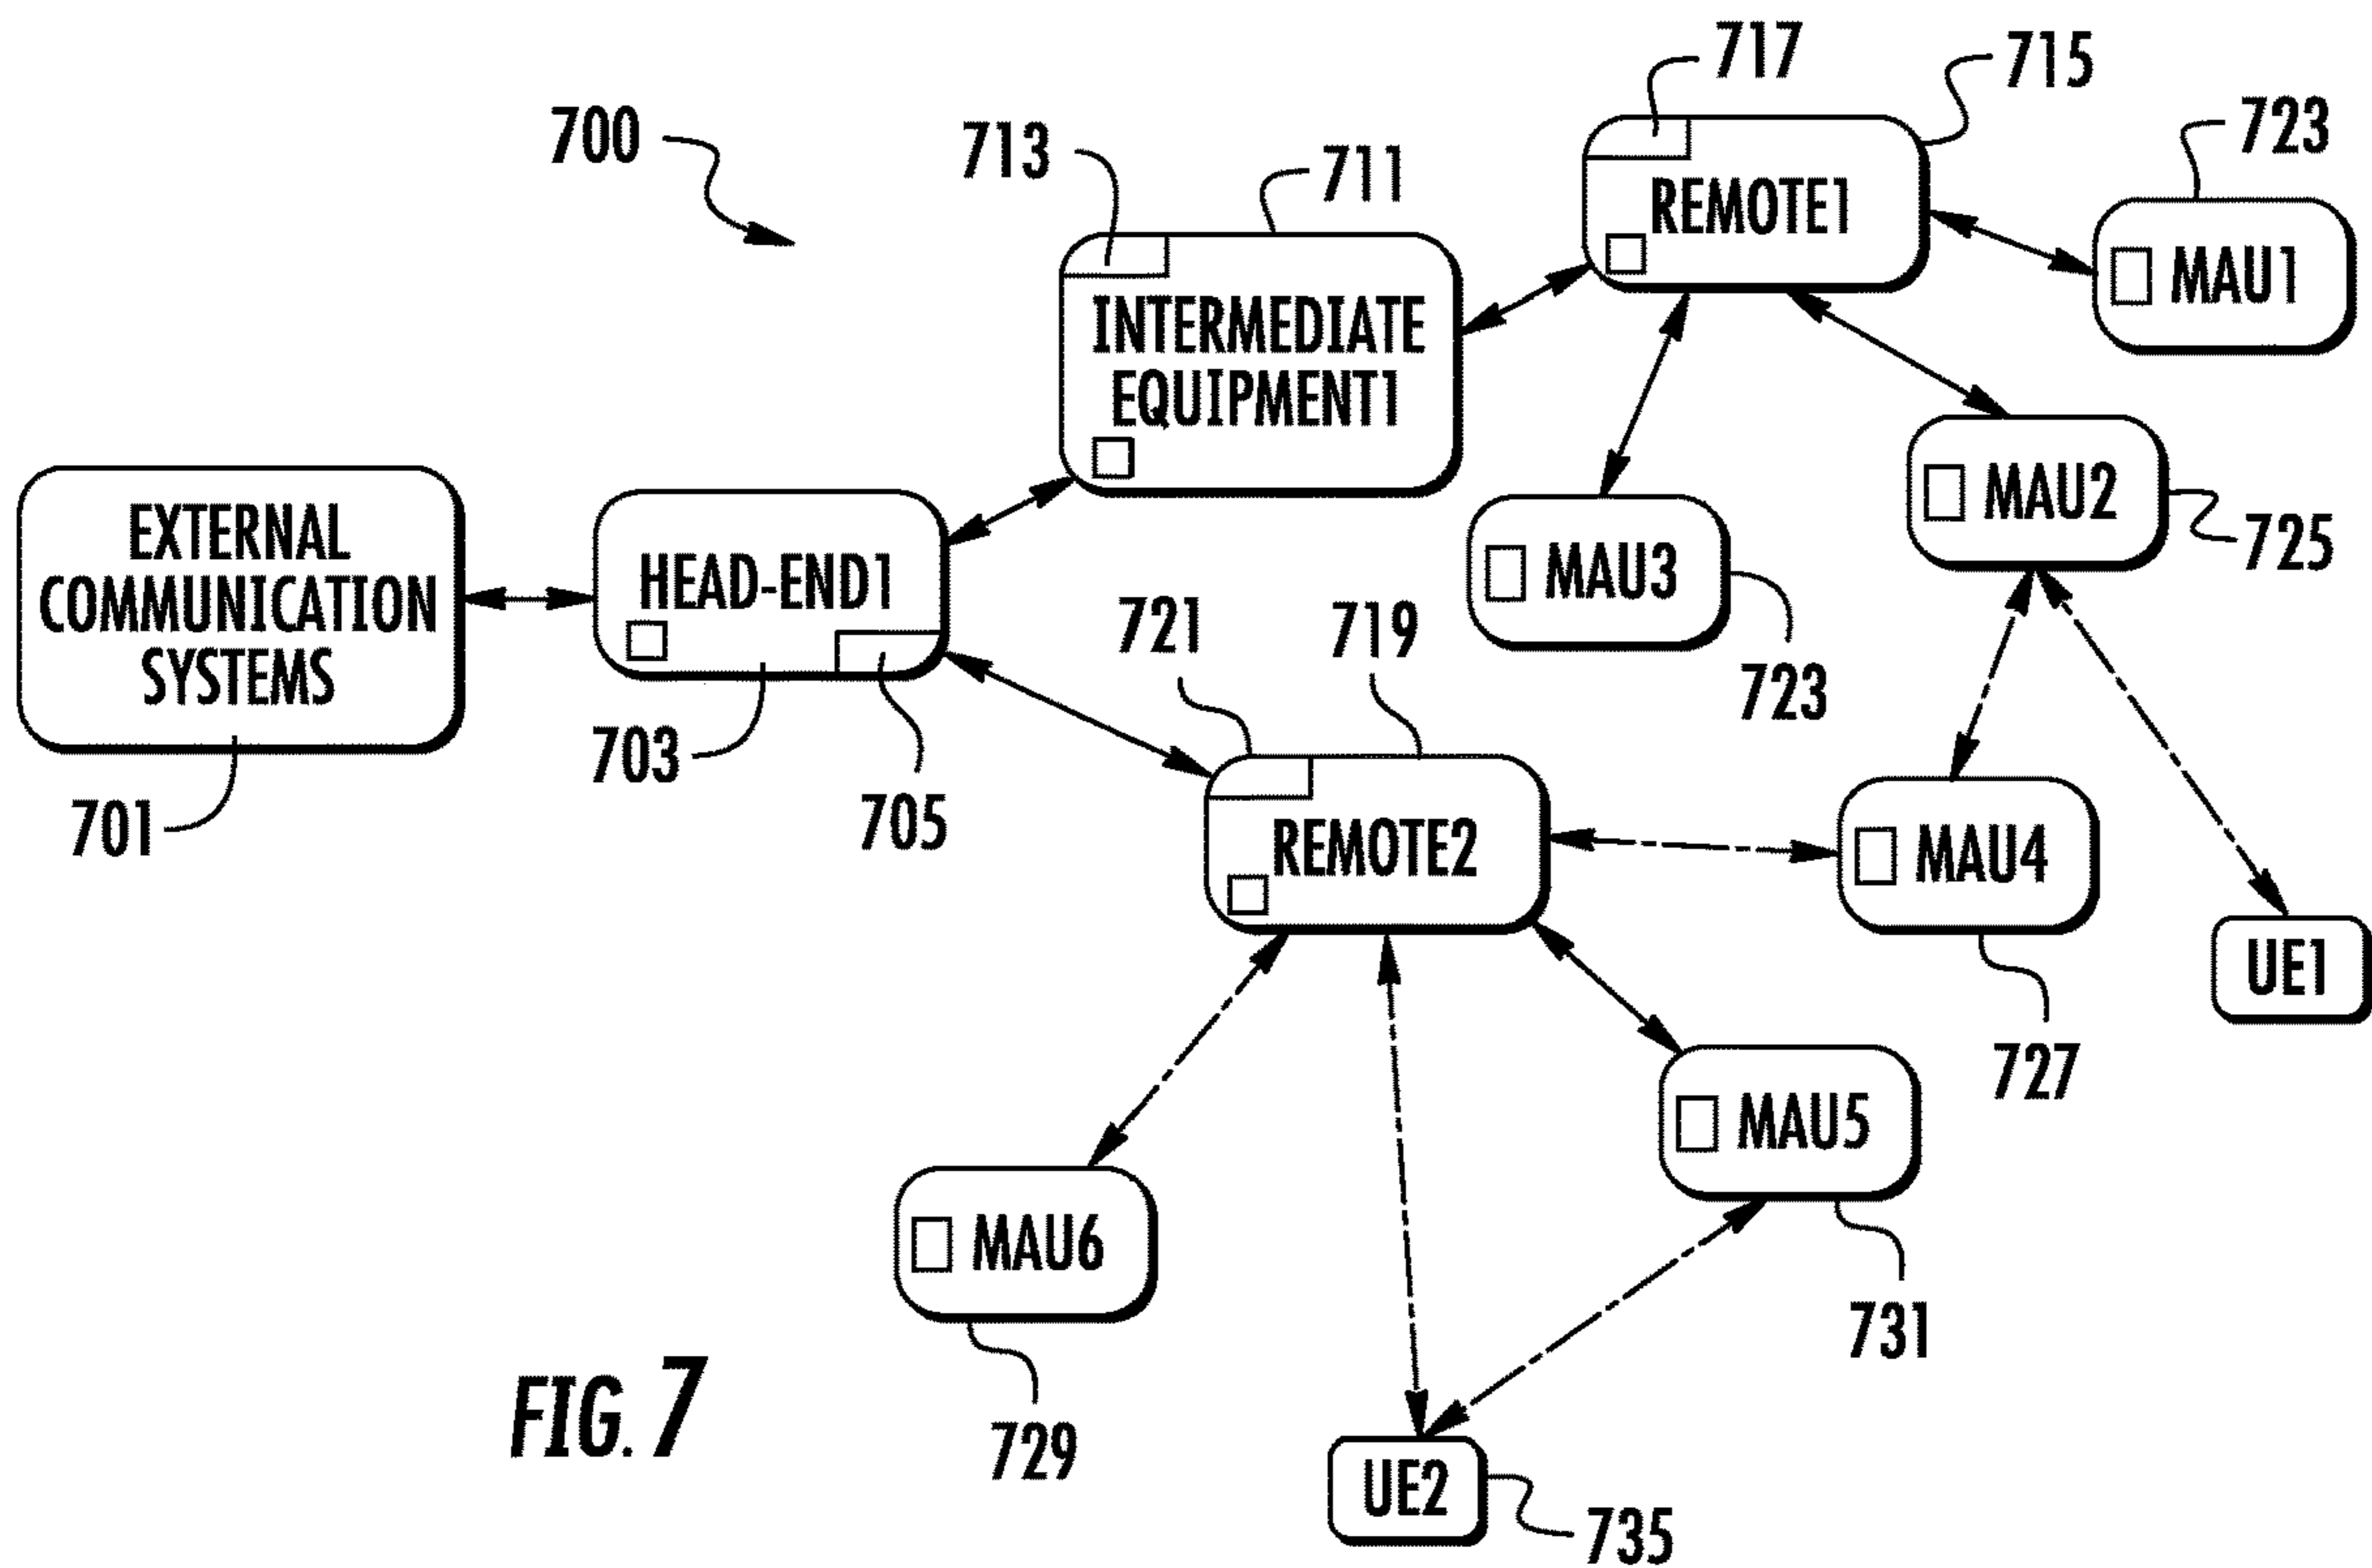 717
715
723
700
713
711
REMOTE1
MAU1
INTERMEDIATE
EQUIPMENT1
EXTERNAL
COMMUNICATION
SYSTEMS
HEAD-END1
MAU3
MAU2
725
721
719
723
703
705
701
REMOTE2
MAU4
UE1
727
MAU5
MAU6
731
729
UE2
735
FIG. 7